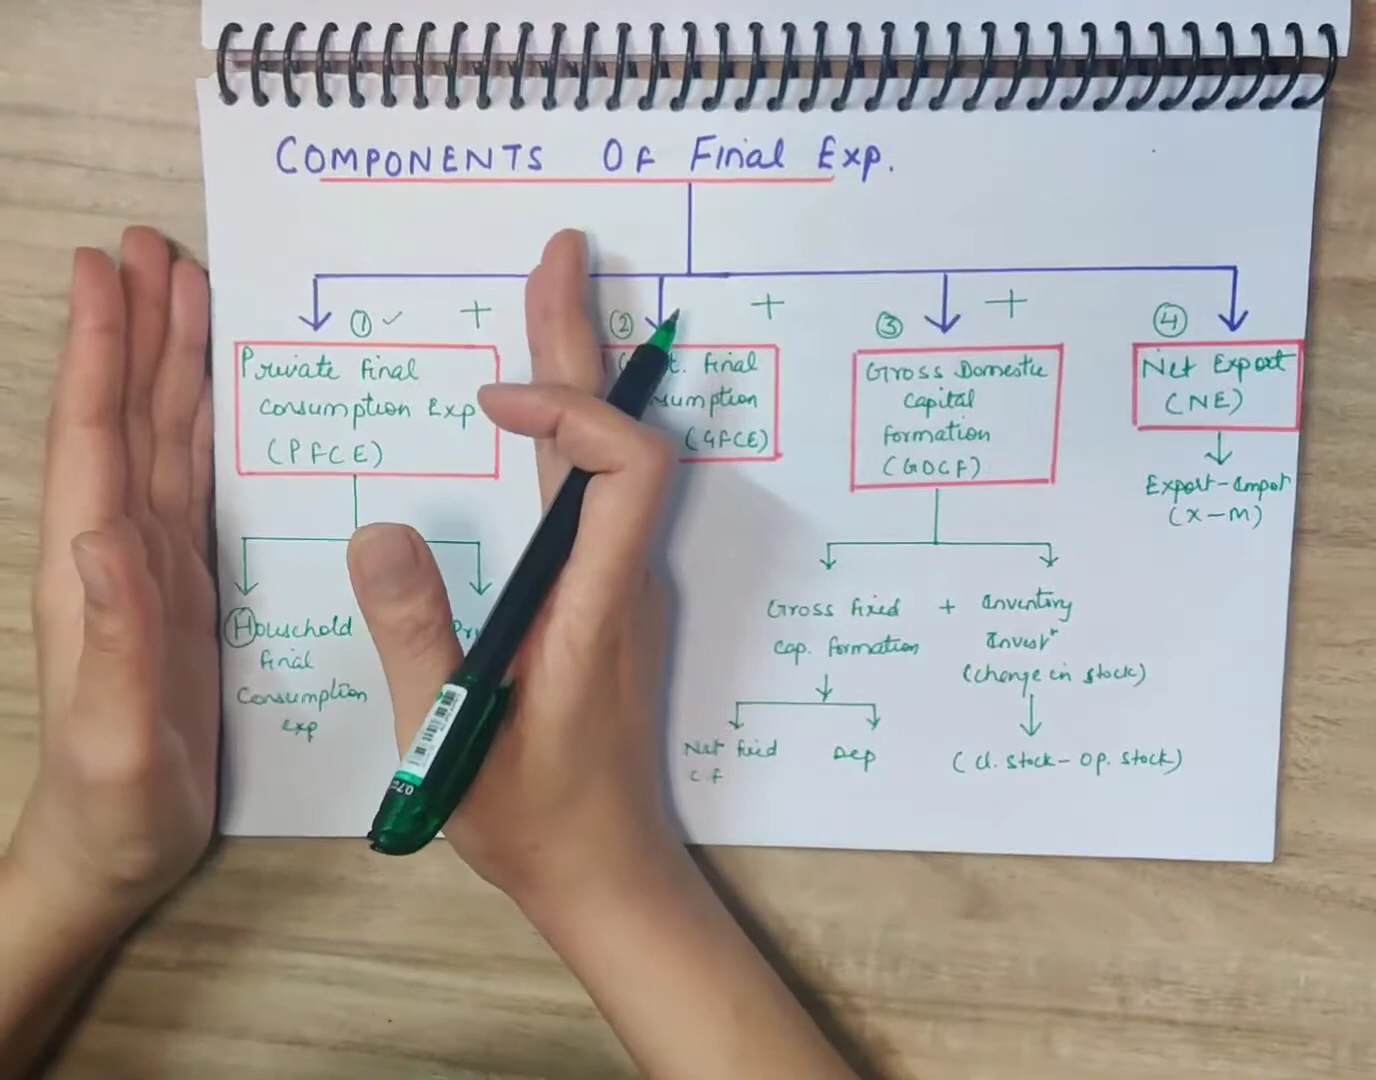 COMPONENTS OF Final Exp.
① ✓ +
② +
③ +
④
Private final
consumption Exp
(PFCE)
final
(GFCE)
Gross Domestic
Capital
formation
(GDCF)
Net Export
(NE)
Export-Import
(X-M)
Household
final
Consumption
Exp
Gross fixed
cap. formation
+
Inventory
Invest
(change in stock)
Net fixed
C.F
Dep
(Cl. stock - Op. stock)
0.7